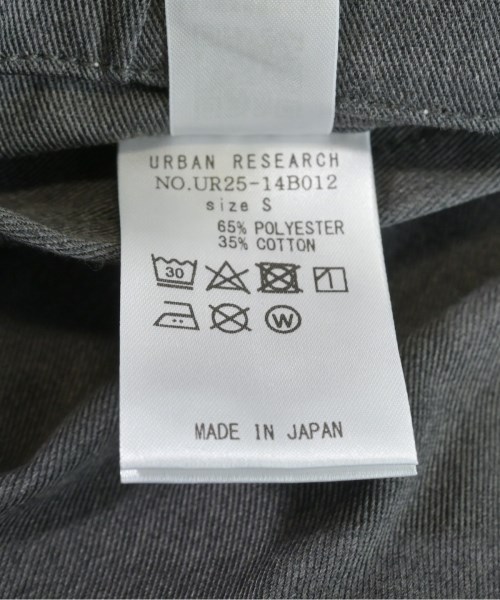 URBAN RESEARCH
NO.UR25-14B012
size S
65% POLYESTER
35% COTTON
30
W
MADE IN JAPAN